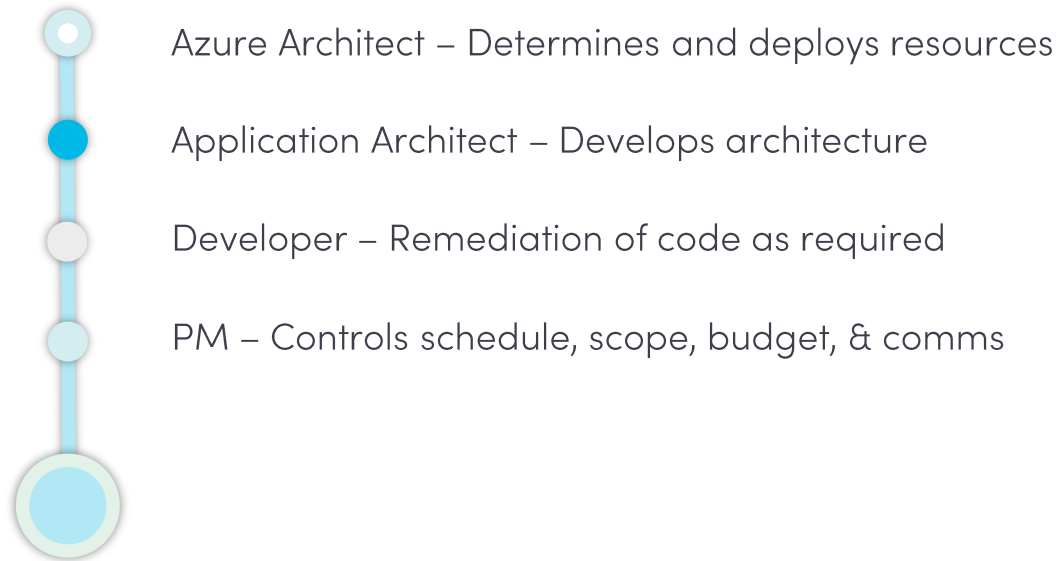 Azure Architect – Determines and deploys resources
Application Architect – Develops architecture
Developer – Remediation of code as required
PM – Controls schedule, scope, budget, & comms